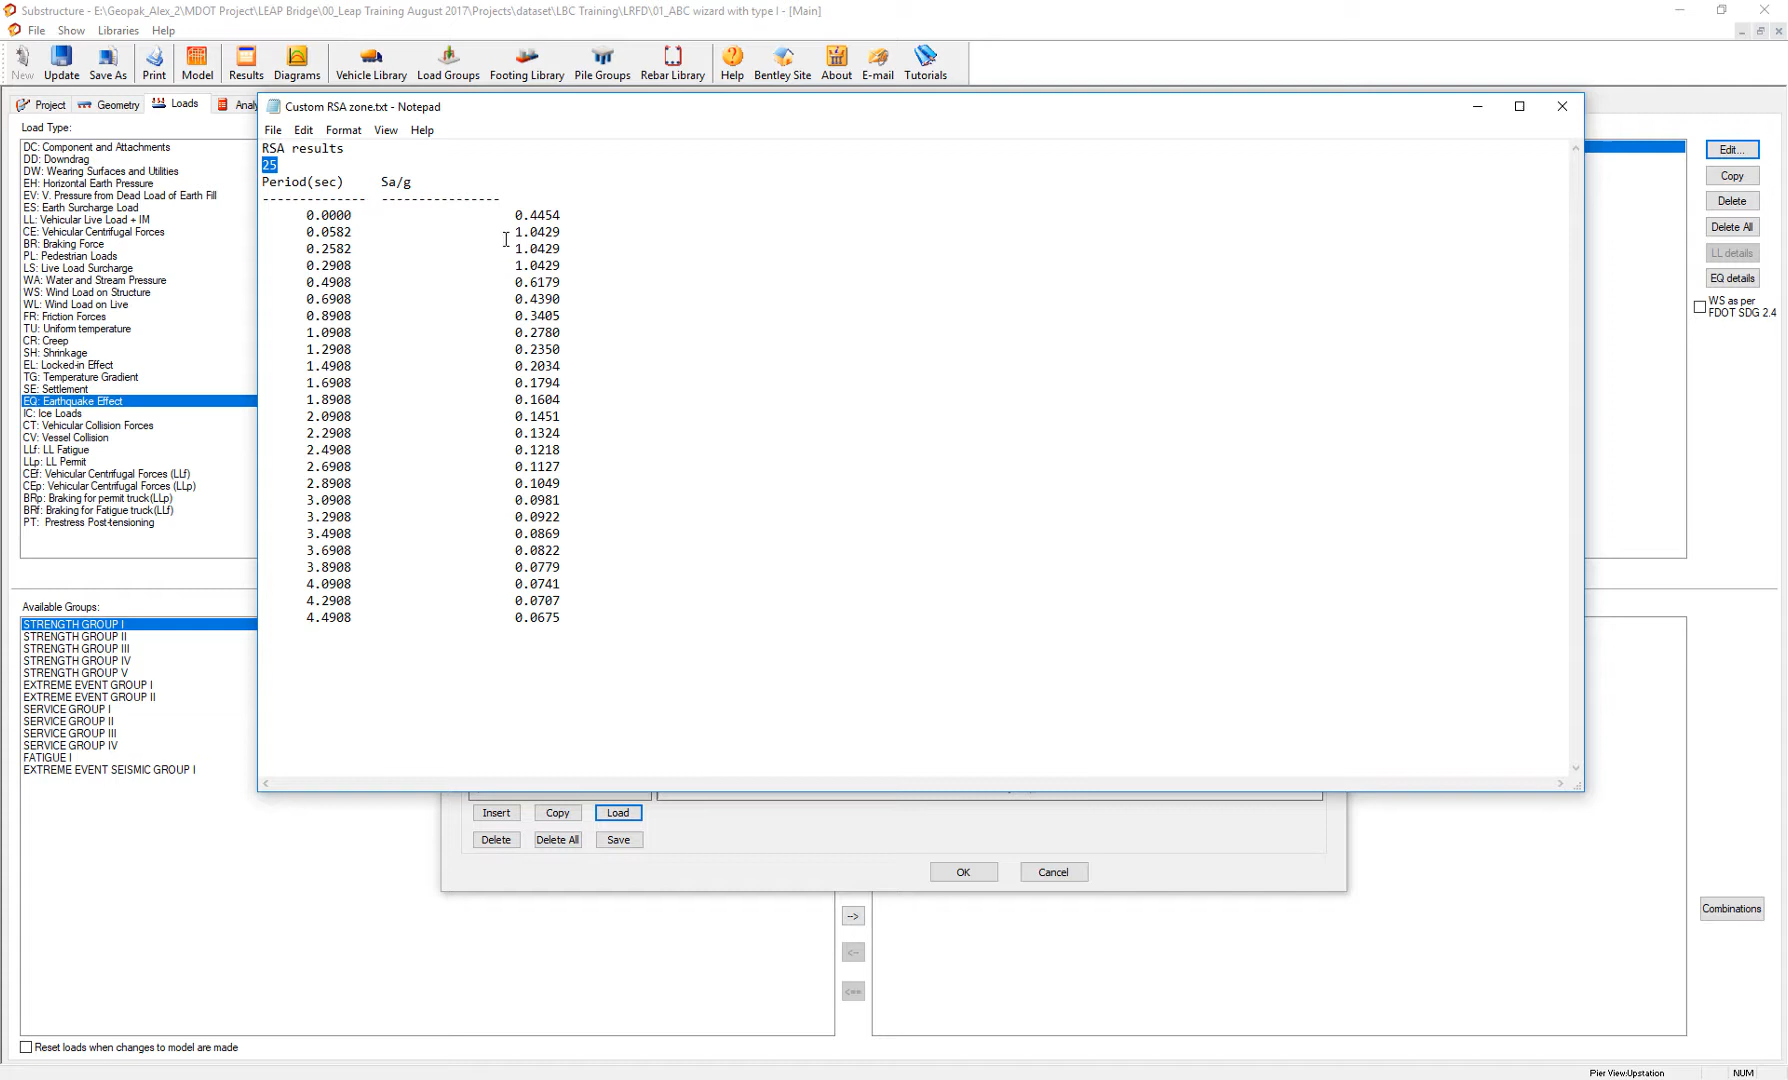 Substructure - E:\Geopak_Alex_2\MDOT Project\LEAP Bridge\00_Leap Training August 2017\Projects\dataset\LBC Training\LRFD\01_ABC wizard with type I - [Main]
File Show Libraries Help
New Update Save As Print Model Results Diagrams Vehicle Library Load Groups Footing Library Pile Groups Rebar Library Help Bentley Site About E-mail Tutorials
Project Geometry Loads
Load Type:
DC: Component and Attachments
DD: Downdrag
DW: Wearing Surfaces and Utilities
EH: Horizontal Earth Pressure
EV: V. Pressure from Dead Load of Earth Fill
ES: Earth Surcharge Load
LL: Vehicular Live Load + IM
CE: Vehicular Centrifugal Forces
BR: Braking Force
PL: Pedestrian Loads
LS: Live Load Surcharge
WA: Water and Stream Pressure
WS: Wind Load on Structure
WL: Wind Load on Live
FR: Friction Forces
TU: Uniform temperature
CR: Creep
SH: Shrinkage
EL: Locked-in Effect
TG: Temperature Gradient
SE: Settlement
EQ: Earthquake Effect
IC: Ice Loads
CT: Vehicular Collision Forces
CV: Vessel Collision
LLf: LL Fatigue
LLp: LL Permit
CEf: Vehicular Centrifugal Forces (LLf)
CEp: Vehicular Centrifugal Forces (LLp)
BRp: Braking for permit truck(LLp)
BRf: Braking for Fatigue truck(LLf)
PT: Prestress Post-tensioning
Custom RSA zone.txt - Notepad
File Edit Format View Help
RSA results
25
Period(sec) Sa/g
-------------- ----------------
0.0000 0.4454
0.0582 1.0429
0.2582 1.0429
0.2908 1.0429
0.4908 0.6179
0.6908 0.4390
0.8908 0.3405
1.0908 0.2780
1.2908 0.2350
1.4908 0.2034
1.6908 0.1794
1.8908 0.1604
2.0908 0.1451
2.2908 0.1324
2.4908 0.1218
2.6908 0.1127
2.8908 0.1049
3.0908 0.0981
3.2908 0.0922
3.4908 0.0869
3.6908 0.0822
3.8908 0.0779
4.0908 0.0741
4.2908 0.0707
4.4908 0.0675
Edit...
Copy
Delete
Delete All
LL details
EQ details
WS as per
FDOT SDG 2.4
Available Groups:
STRENGTH GROUP I
STRENGTH GROUP II
STRENGTH GROUP III
STRENGTH GROUP IV
STRENGTH GROUP V
EXTREME EVENT GROUP I
EXTREME EVENT GROUP II
SERVICE GROUP I
SERVICE GROUP II
SERVICE GROUP III
SERVICE GROUP IV
FATIGUE I
EXTREME EVENT SEISMIC GROUP I
Insert Copy Load
Delete Delete All Save
OK Cancel
-->
<--
<==
Combinations
Reset loads when changes to model are made
Pier View:Upstation NUM